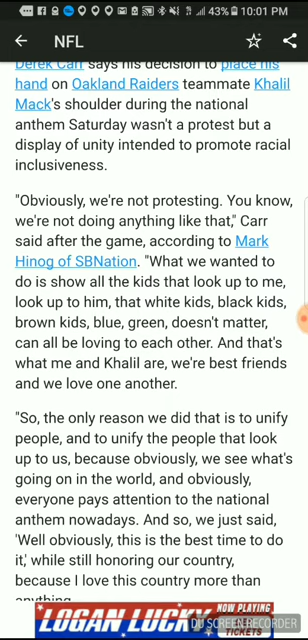 43% 10:01 PM
NFL
Derek Carr says his decision to place his
hand on Oakland Raiders teammate Khalil
Mack's shoulder during the national
anthem Saturday wasn't a protest but a
display of unity intended to promote racial
inclusiveness.
"Obviously, we're not protesting. You know,
we're not doing anything like that," Carr
said after the game, according to Mark
Hinog of SBNation. "What we wanted to
do is show all the kids that look up to me,
look up to him, that white kids, black kids,
brown kids, blue, green, doesn't matter,
can all be loving to each other. And that's
what me and Khalil are, we're best friends
and we love one another.
"So, the only reason we did that is to unify
people, and to unify the people that look
up to us, because obviously, we see what's
going on in the world, and obviously,
everyone pays attention to the national
anthem nowadays. And so, we just said,
'Well obviously, this is the best time to do
it,' while still honoring our country,
because I love this country more than
anything
LOGAN LUCKY NOW PLAYING
TICKETS
DU SCREEN RECORDER